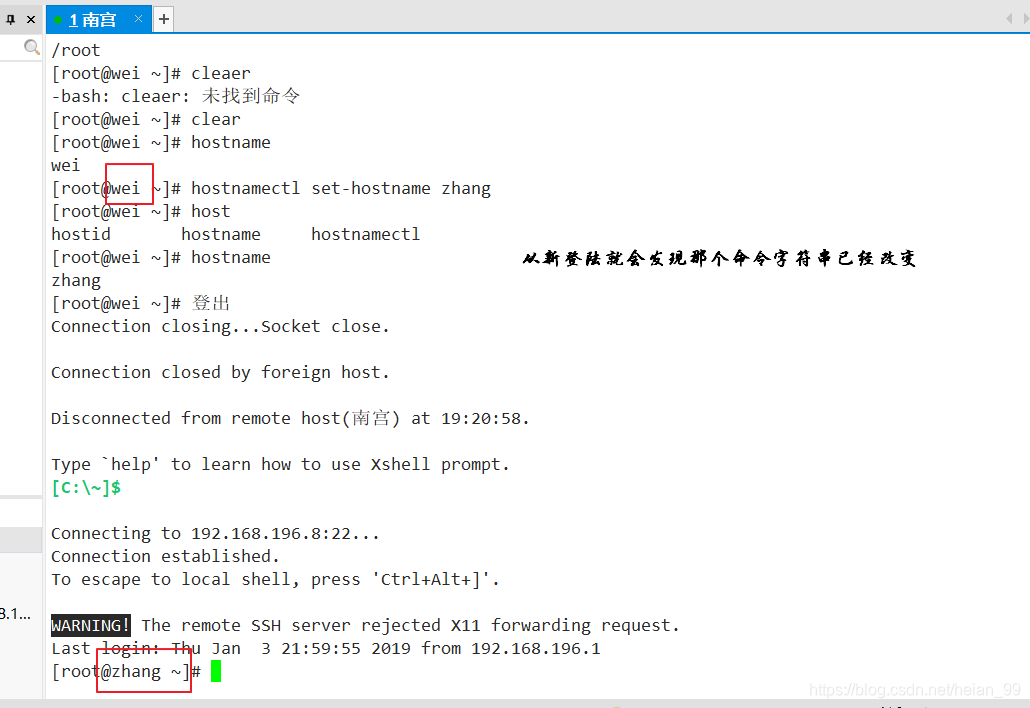 1 南宫 × +
/root
[root@wei ~]# cleaer
-bash: cleaer: 未找到命令
[root@wei ~]# clear
[root@wei ~]# hostname
wei
[root@wei ~]# hostnamectl set-hostname zhang
[root@wei ~]# host
hostid hostname hostnamectl
[root@wei ~]# hostname
从新登陆就会发现那个命令字符串已经改变
zhang
[root@wei ~]# 登出
Connection closing...Socket close.
Connection closed by foreign host.
Disconnected from remote host(南宫) at 19:20:58.
Type `help' to learn how to use Xshell prompt.
[C:\~]$
Connecting to 192.168.196.8:22...
Connection established.
To escape to local shell, press 'Ctrl+Alt+]'.
8.1...
WARNING! The remote SSH server rejected X11 forwarding request.
Last login: Thu Jan  3 21:59:55 2019 from 192.168.196.1
[root@zhang ~]#
https://blog.csdn.net/heian_99